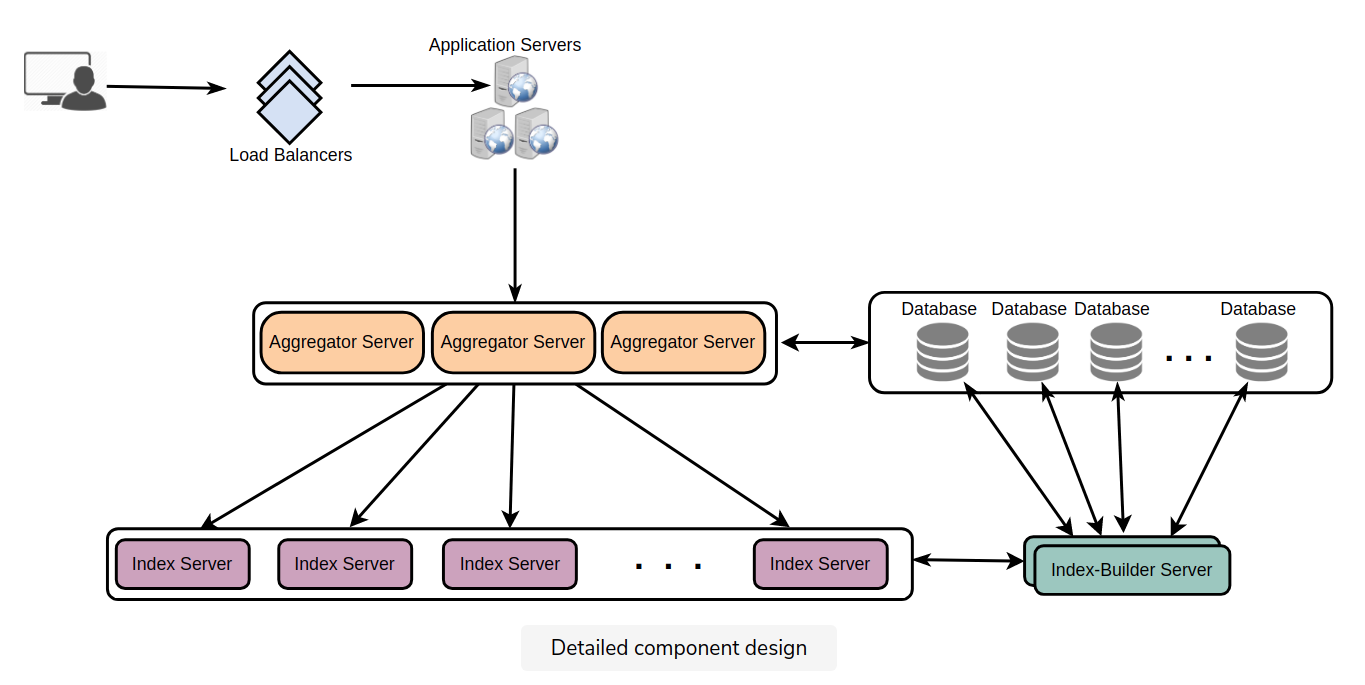 Application Servers
Load Balancers
Database Database Database Database
Aggregator Server Aggregator Server Aggregator Server
. . .
Index Server Index Server Index Server . . . Index Server
Index-Builder Server
Detailed component design